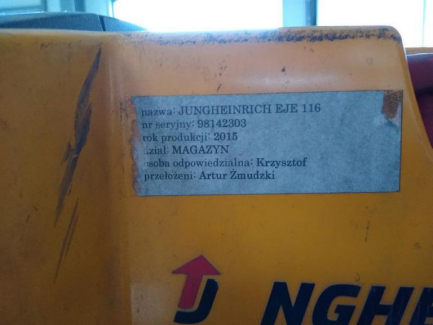 nazwa: JUNGHEINRICH EJE 116
nr seryjny: 98142303
rok produkcji: 2015
dział: MAGAZYN
osoba odpowiedzialna: Krzysztof
przełożeni: Artur Żmudzki
J NGHE